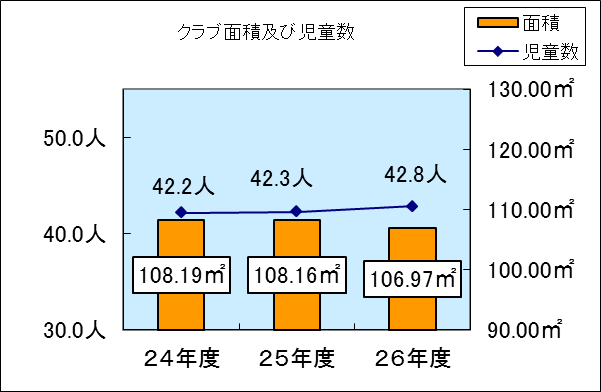 クラブ面積及び児童数
面積
児童数
50.0人
40.0人
30.0人
130.00㎡
120.00㎡
110.00㎡
100.00㎡
90.00㎡
42.2人
42.3人
42.8人
108.19㎡
108.16㎡
106.97㎡
24年度
25年度
26年度